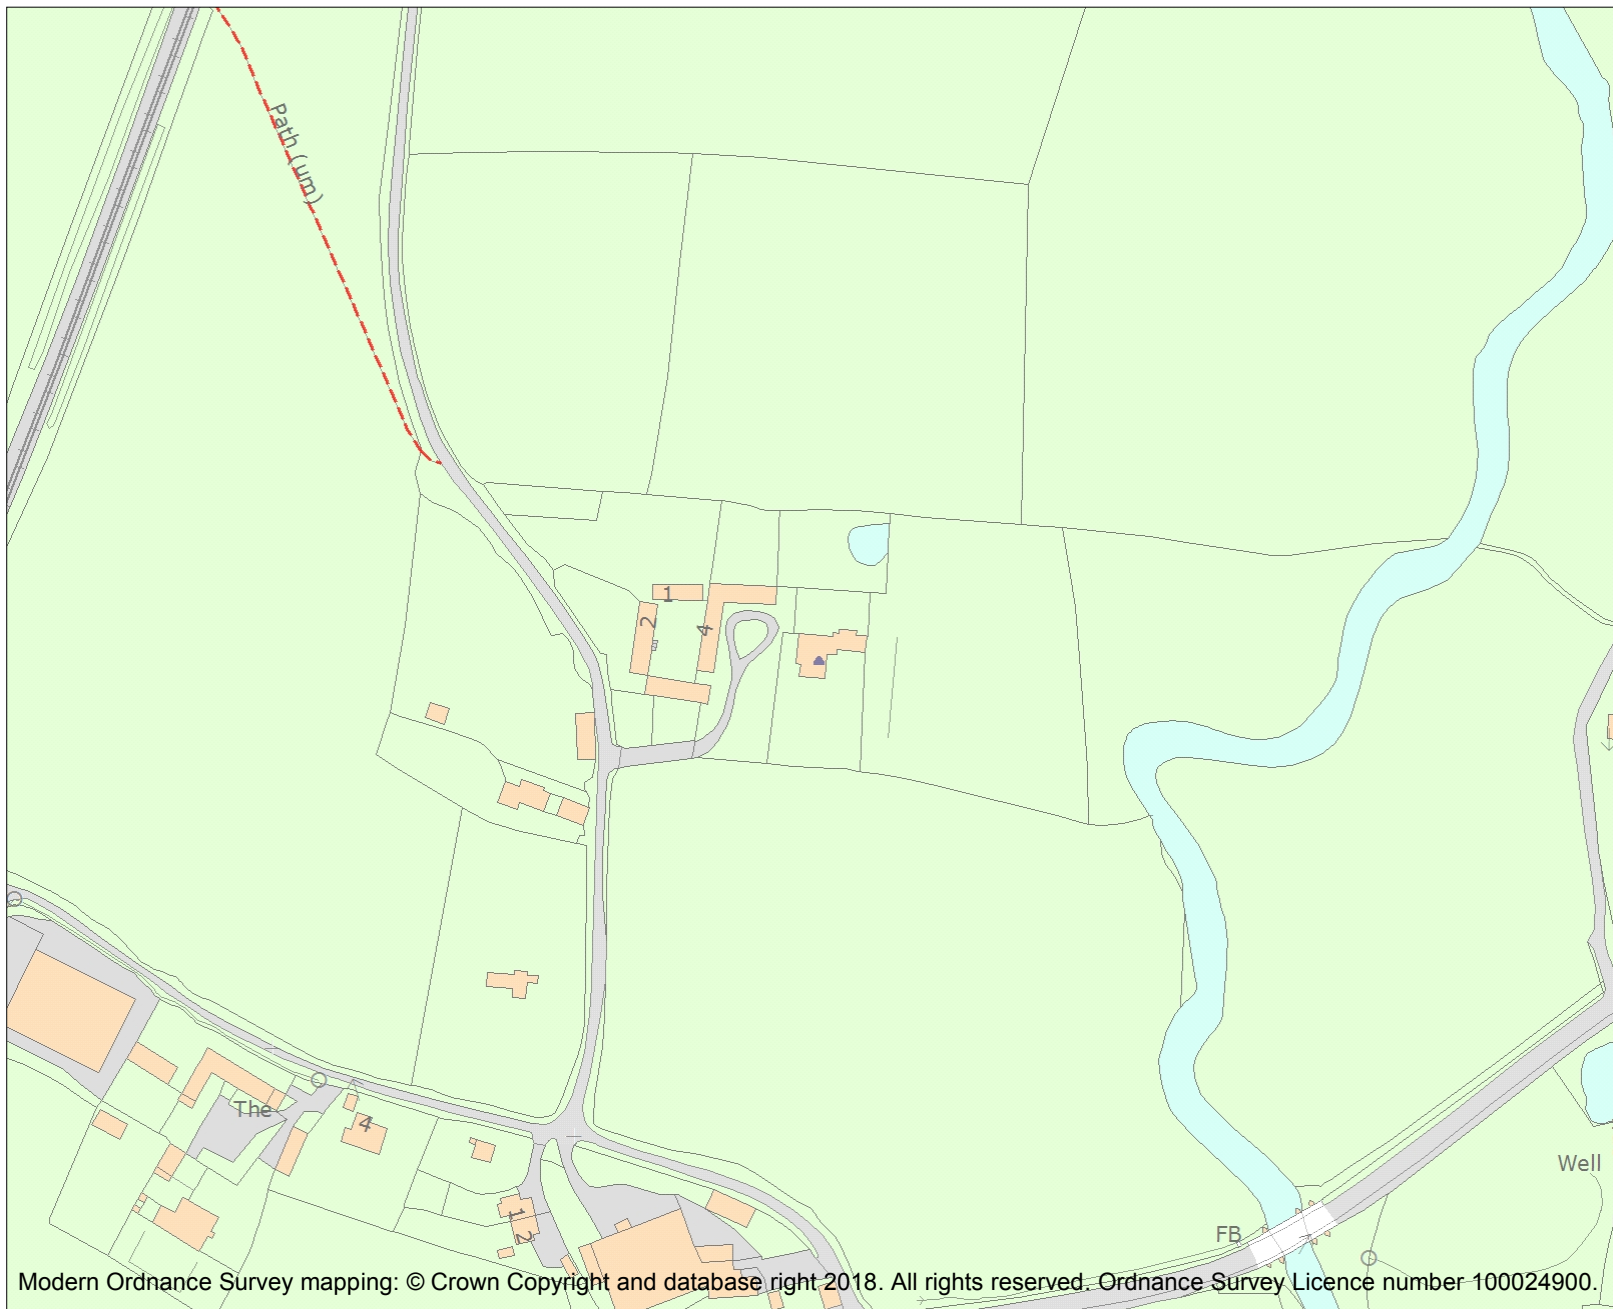 Path (um)
1
2
4
The
4
1
2
Well
FB
Modern Ordnance Survey mapping: © Crown Copyright and database right 2018. All rights reserved. Ordnance Survey Licence number 100024900.